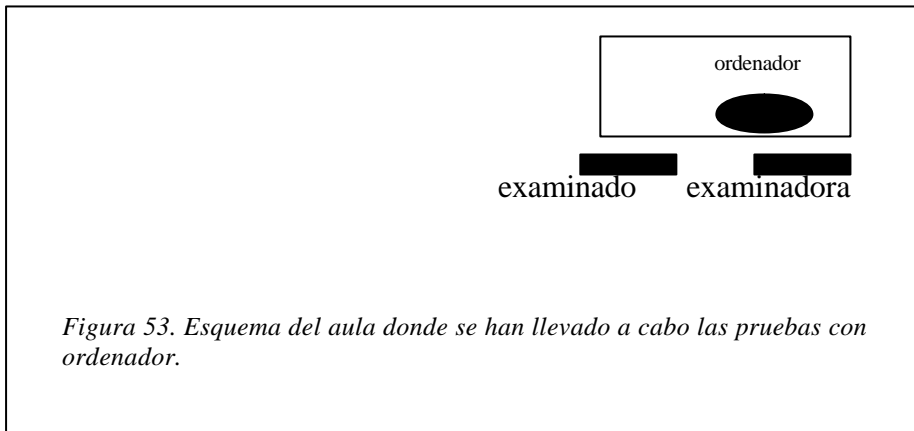 ordenador
examinado examinadora
Figura 53. Esquema del aula donde se han llevado a cabo las pruebas con
ordenador.